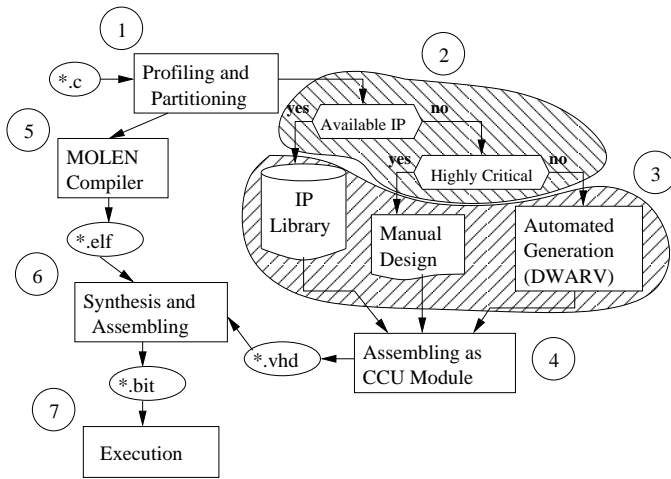 1
2
*.c
Profiling and
Partitioning
yes
no
Available IP
5
MOLEN
Compiler
yes
no
Highly Critical
3
IP
Library
Manual
Design
Automated
Generation
(DWARV)
*.elf
6
Synthesis and
Assembling
*.vhd
Assembling as
CCU Module
4
*.bit
7
Execution